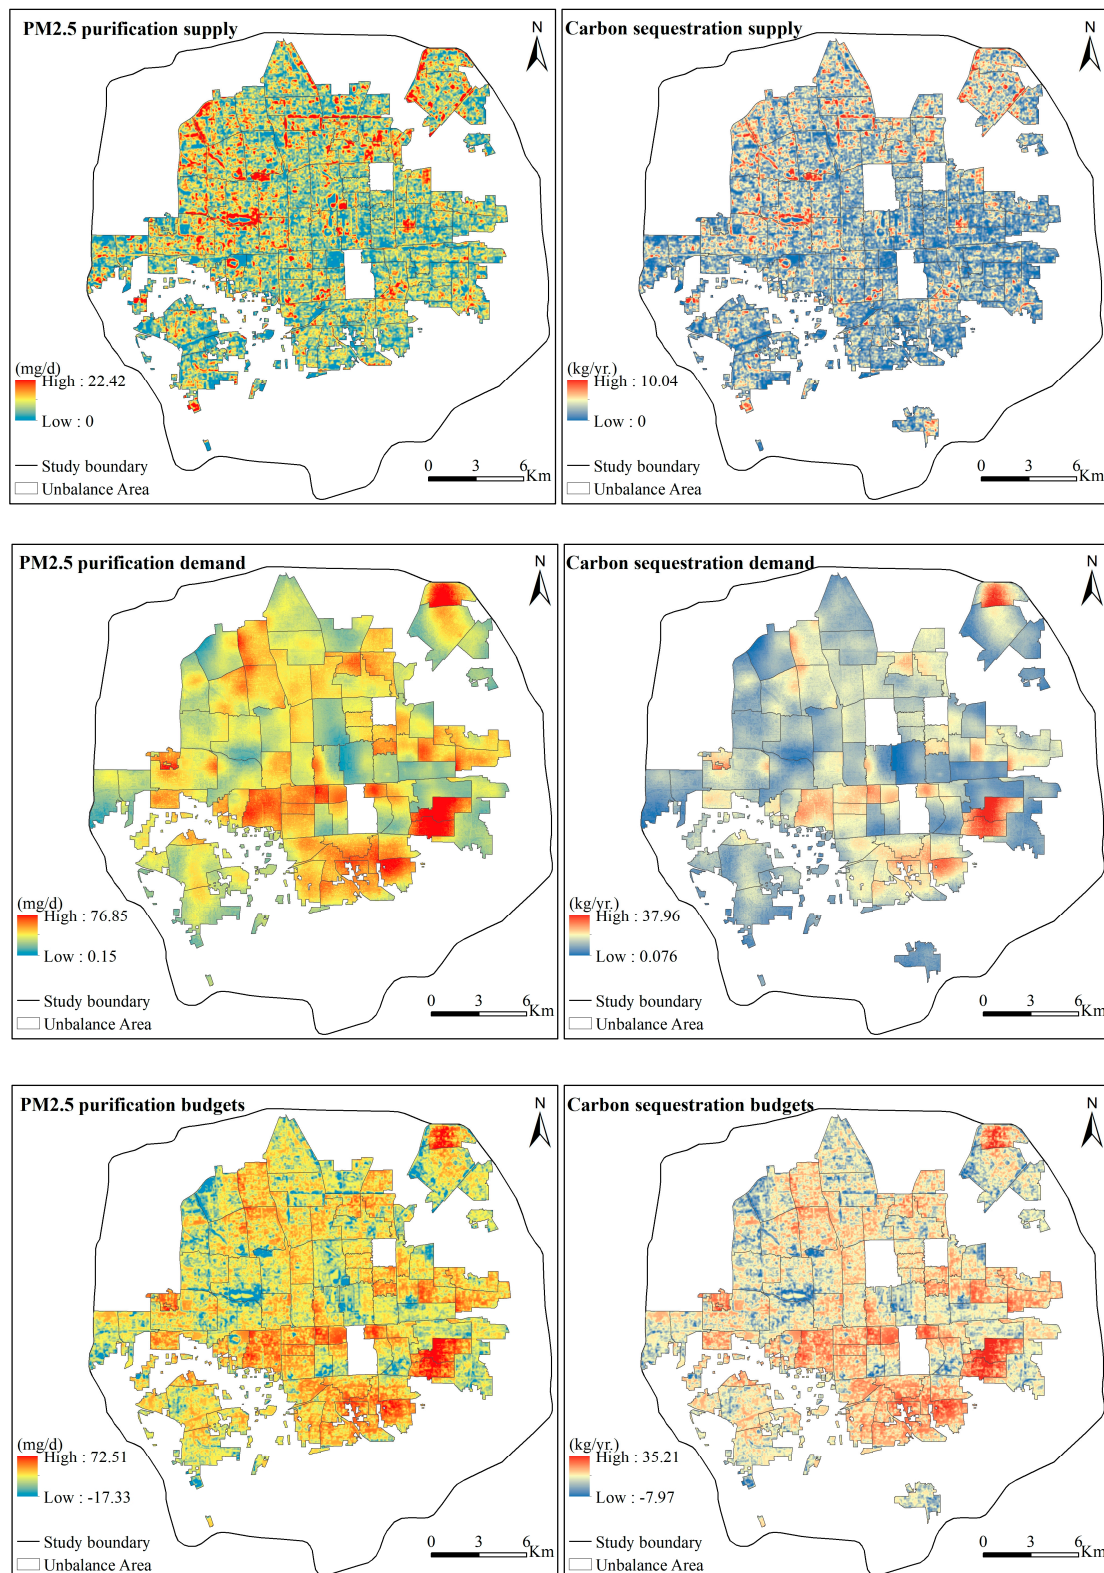 PM2.5 purification supply
N
(mg/d)
High : 22.42
Low : 0
Study boundary
Unbalance Area
0 3 6
Km
Carbon sequestration supply
N
(kg/yr.)
High : 10.04
Low : 0
Study boundary
Unbalance Area
0 3 6
Km
PM2.5 purification demand
N
(mg/d)
High : 76.85
Low : 0.15
Study boundary
Unbalance Area
0 3 6
Km
Carbon sequestration demand
N
(kg/yr.)
High : 37.96
Low : 0.076
Study boundary
Unbalance Area
0 3 6
Km
PM2.5 purification budgets
N
(mg/d)
High : 72.51
Low : -17.33
Study boundary
Unbalance Area
0 3 6
Km
Carbon sequestration budgets
N
(kg/yr.)
High : 35.21
Low : -7.97
Study boundary
Unbalance Area
0 3 6
Km